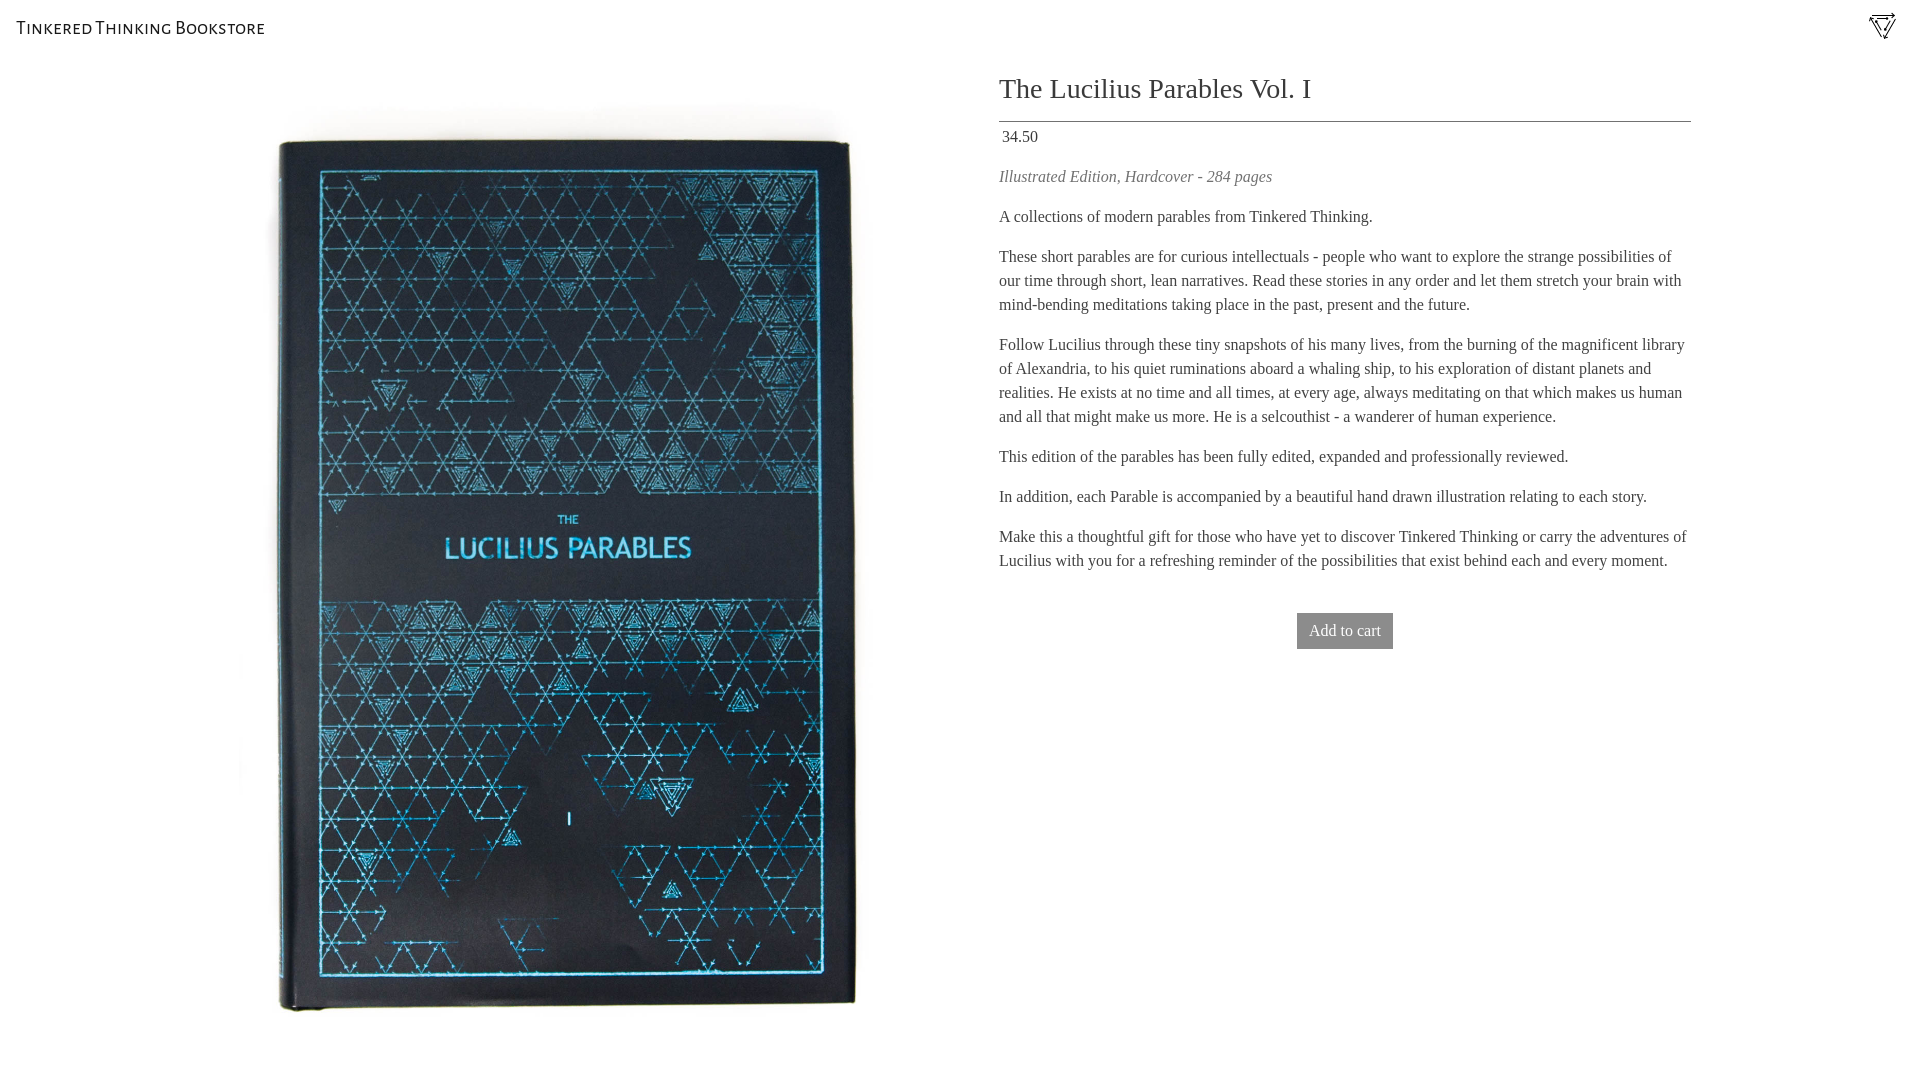 Tinkered Thinking Bookstore
The Lucilius Parables Vol. I
34.50
Illustrated Edition, Hardcover - 284 pages
A collections of modern parables from Tinkered Thinking.
These short parables are for curious intellectuals - people who want to explore the strange possibilities of
our time through short, lean narratives. Read these stories in any order and let them stretch your brain with
mind-bending meditations taking place in the past, present and the future.
Follow Lucilius through these tiny snapshots of his many lives, from the burning of the magnificent library
of Alexandria, to his quiet ruminations aboard a whaling ship, to his exploration of distant planets and
realities. He exists at no time and all times, at every age, always meditating on that which makes us human
and all that might make us more. He is a selcouthist - a wanderer of human experience.
This edition of the parables has been fully edited, expanded and professionally reviewed.
In addition, each Parable is accompanied by a beautiful hand drawn illustration relating to each story.
Make this a thoughtful gift for those who have yet to discover Tinkered Thinking or carry the adventures of
Lucilius with you for a refreshing reminder of the possibilities that exist behind each and every moment.
Add to cart
THE
LUCILIUS PARABLES
I